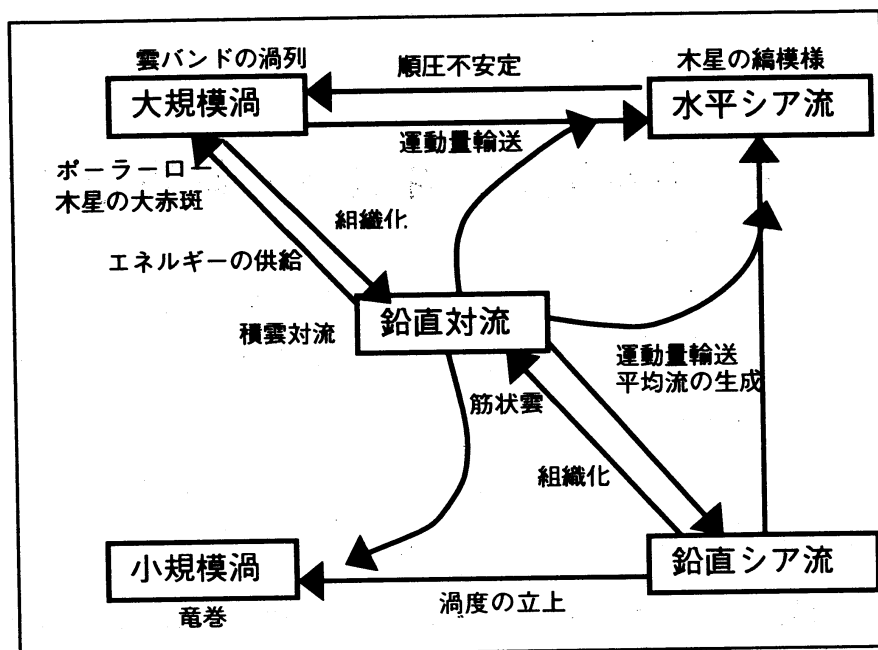 雲バンドの渦列
順圧不安定
木星の縞模様
大規模渦
水平シア流
運動量輸送
ポーラーロー
木星の大赤斑
組織化
エネルギーの供給
鉛直対流
積雲対流
運動量輸送
平均流の生成
筋状雲
組織化
小規模渦
鉛直シア流
渦度の立上
竜巻